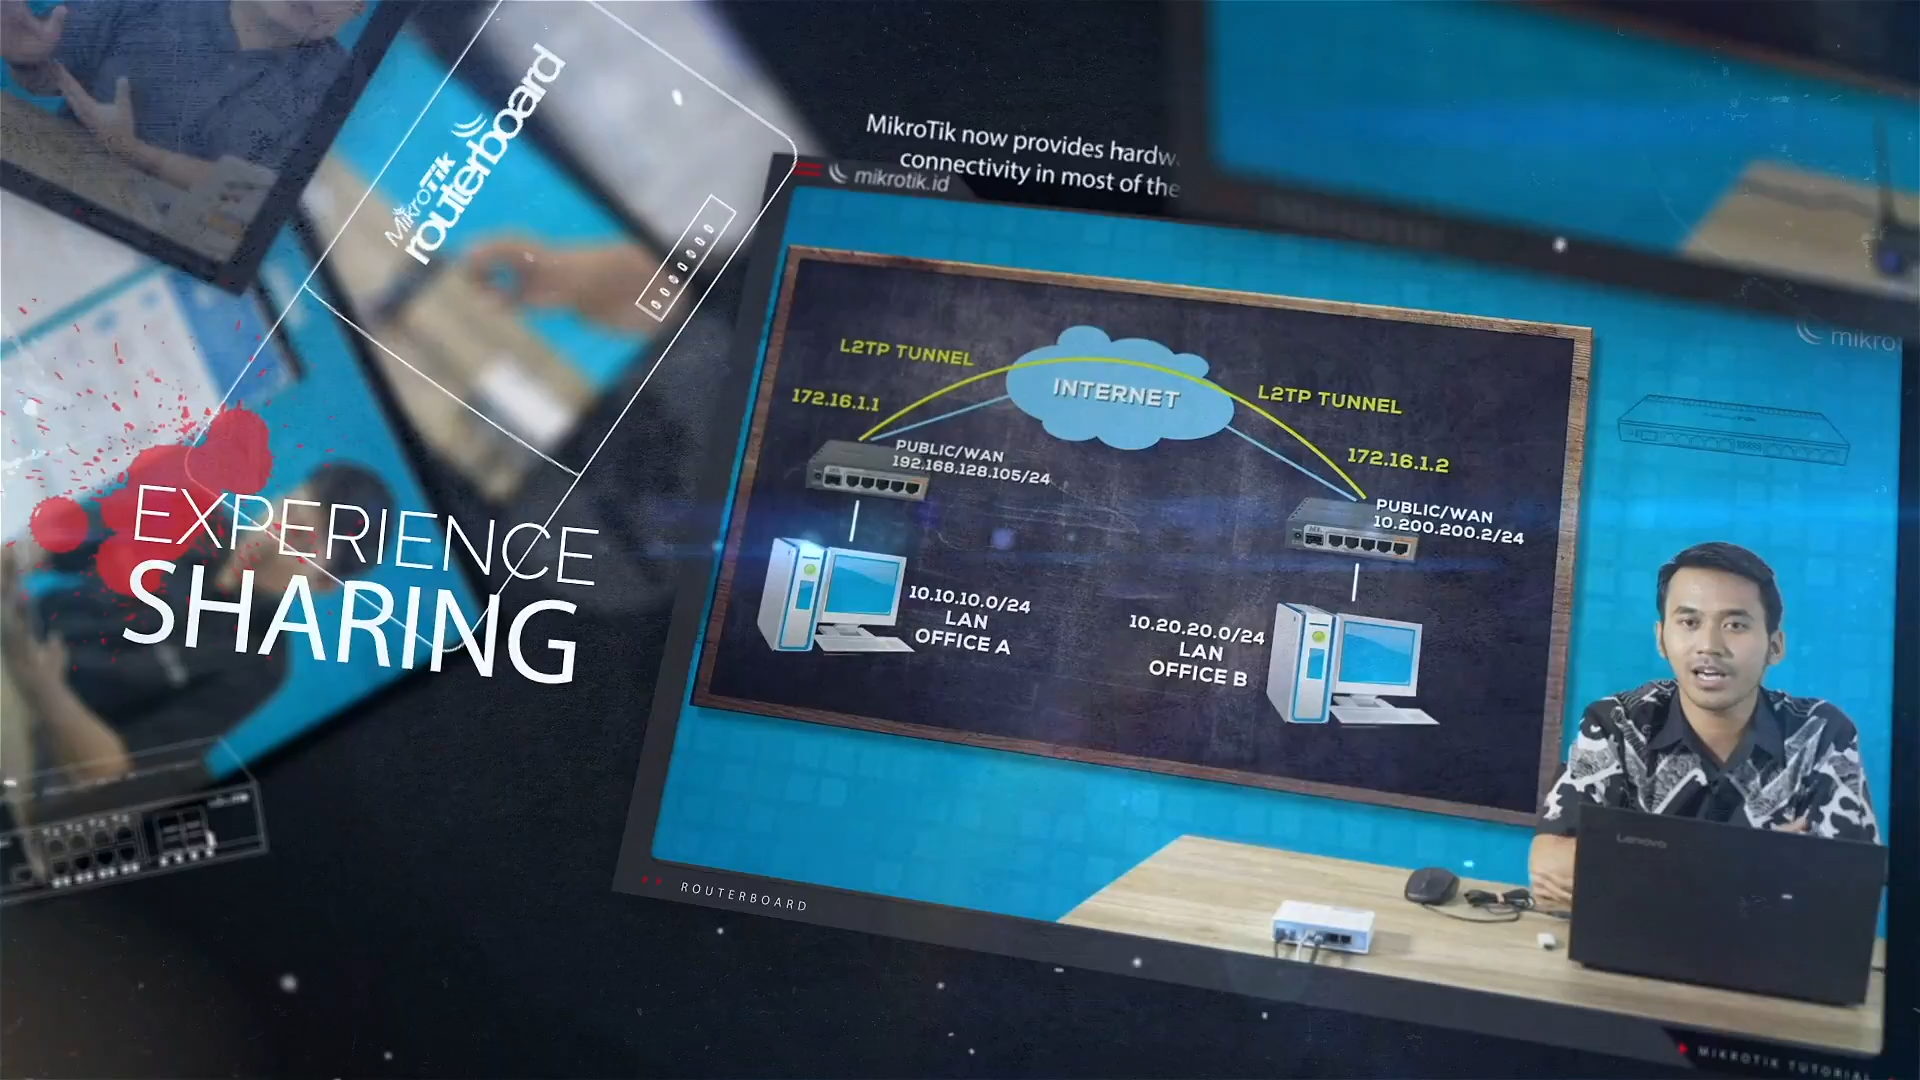 MikroTik
routerboard
MikroTik now provides hardw
connectivity in most of the
mikrotik.id
mikro
L2TP TUNNEL
INTERNET
L2TP TUNNEL
172.16.1.1
172.16.1.2
PUBLIC/WAN
192.168.128.105/24
PUBLIC/WAN
10.200.200.2/24
EXPERIENCE
SHARING
10.10.10.0/24
LAN
OFFICE A
10.20.20.0/24
LAN
OFFICE B
Lenovo
ROUTERBOARD
MIKROTIK TUTORIAL